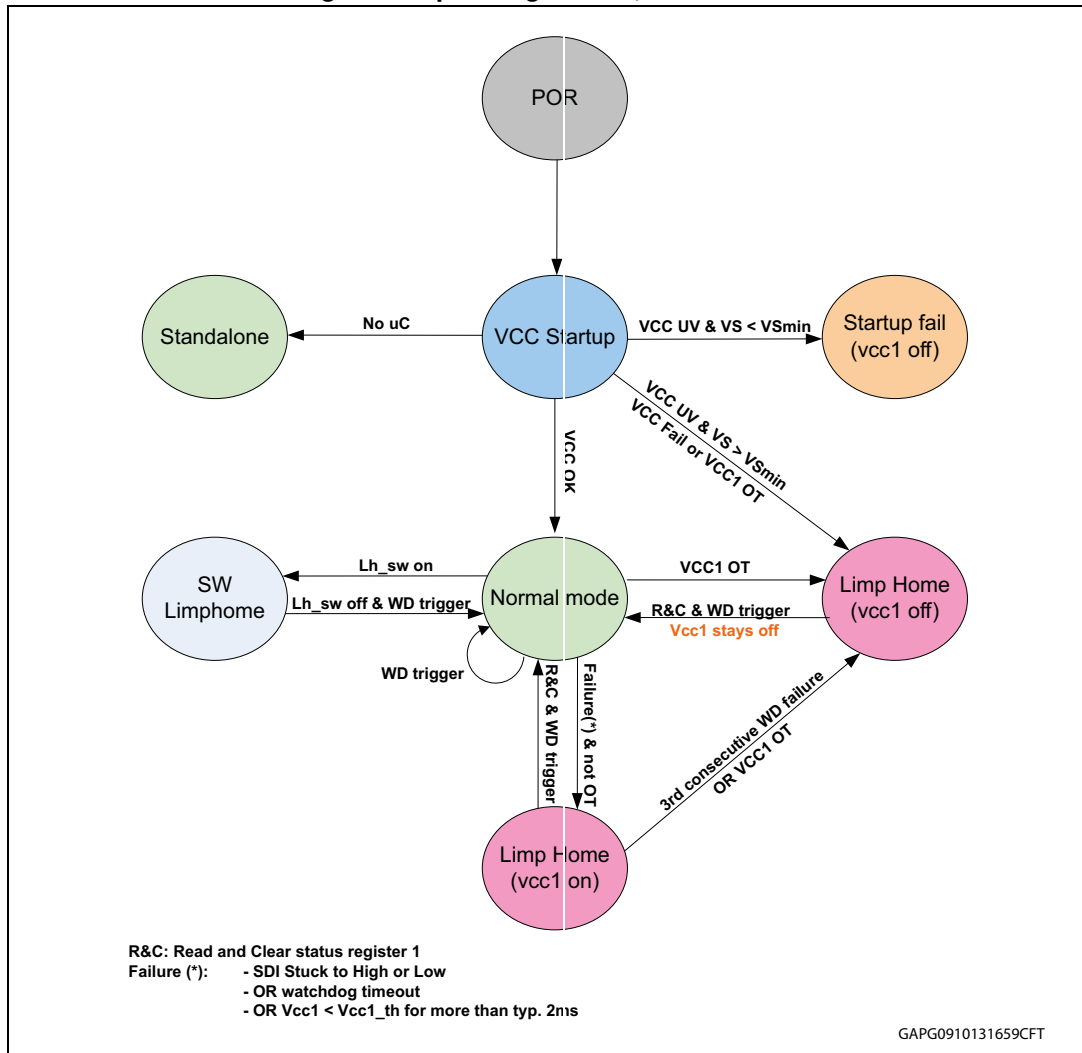 POR
Standalone
No uC
VCC Startup
VCC UV & VS < VSmin
Startup fail
(vcc1 off)
VCC UV & VS > VSmin
VCC Fail or VCC1 OT
VCC OK
SW
Limphome
Lh_sw on
Lh_sw off & WD trigger
Normal mode
VCC1 OT
R&C & WD trigger
Vcc1 stays off
Limp Home
(vcc1 off)
WD trigger
R&C & WD trigger
Failure(*) & not OT
3rd consecutive WD failure
OR VCC1 OT
Limp Home
(vcc1 on)
R&C: Read and Clear status register 1
Failure (*): - SDI Stuck to High or Low
- OR watchdog timeout
- OR Vcc1 < Vcc1_th for more than typ. 2ms
GAPG0910131659CFT